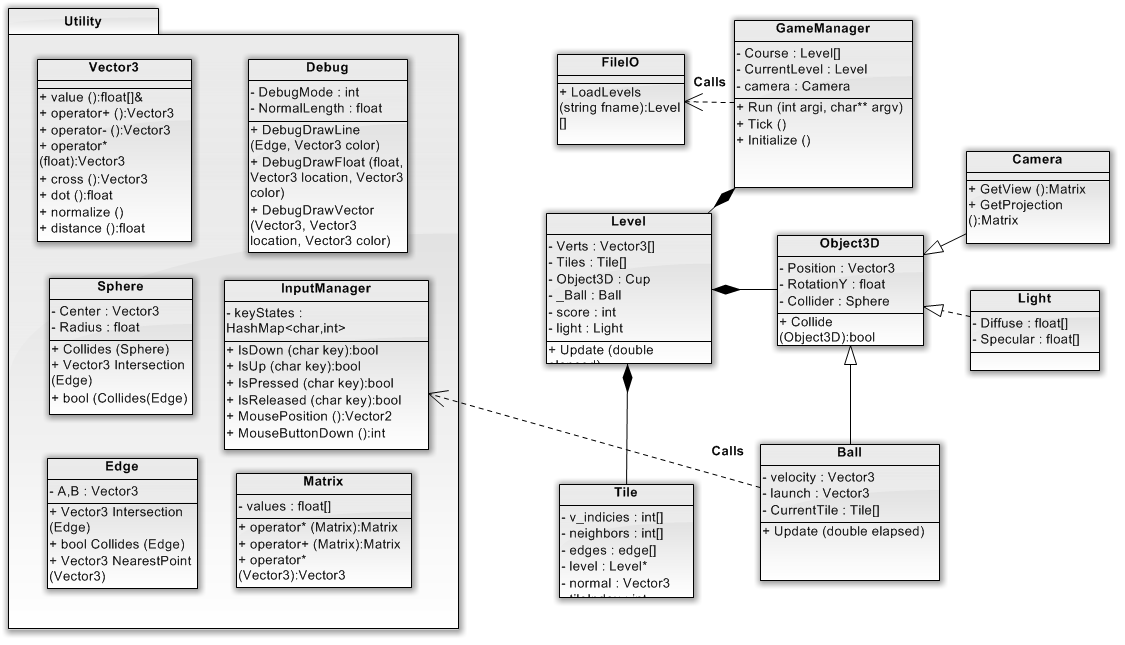 Utility
Vector3
+ value ():float[]&
+ operator+ ():Vector3
+ operator- ():Vector3
+ operator*
(float):Vector3
+ cross ():Vector3
+ dot ():float
+ normalize ()
+ distance ():float
Debug
- DebugMode : int
- NormalLength : float
+ DebugDrawLine
(Edge, Vector3 color)
+ DebugDrawFloat (float,
Vector3 location, Vector3
color)
+ DebugDrawVector
(Vector3, Vector3
location, Vector3 color)
Sphere
- Center : Vector3
- Radius : float
+ Collides (Sphere)
+ Vector3 Intersection
(Edge)
+ bool (Collides(Edge)
InputManager
- keyStates :
HashMap<char,int>
+ IsDown (char key):bool
+ IsUp (char key):bool
+ IsPressed (char key):bool
+ IsReleased (char key):bool
+ MousePosition ():Vector2
+ MouseButtonDown ():int
Edge
- A,B : Vector3
+ Vector3 Intersection
(Edge)
+ bool Collides (Edge)
+ Vector3 NearestPoint
(Vector3)
Matrix
- values : float[]
+ operator* (Matrix):Matrix
+ operator+ (Matrix):Matrix
+ operator*
(Vector3):Vector3
FileIO
+ LoadLevels
(string fname):Level
[]
Calls
GameManager
- Course : Level[]
- CurrentLevel : Level
- camera : Camera
+ Run (int argi, char** argv)
+ Tick ()
+ Initialize ()
Camera
+ GetView ():Matrix
+ GetProjection
():Matrix
Level
- Verts : Vector3[]
- Tiles : Tile[]
- Object3D : Cup
- _Ball : Ball
- score : int
- light : Light
+ Update (double
Object3D
- Position : Vector3
- RotationY : float
- Collider : Sphere
+ Collide
(Object3D):bool
Light
- Diffuse : float[]
- Specular : float[]
Calls
Tile
- v_indicies : int[]
- neighbors : int[]
- edges : edge[]
- level : Level*
- normal : Vector3
Ball
- velocity : Vector3
- launch : Vector3
- CurrentTile : Tile[]
+ Update (double elapsed)